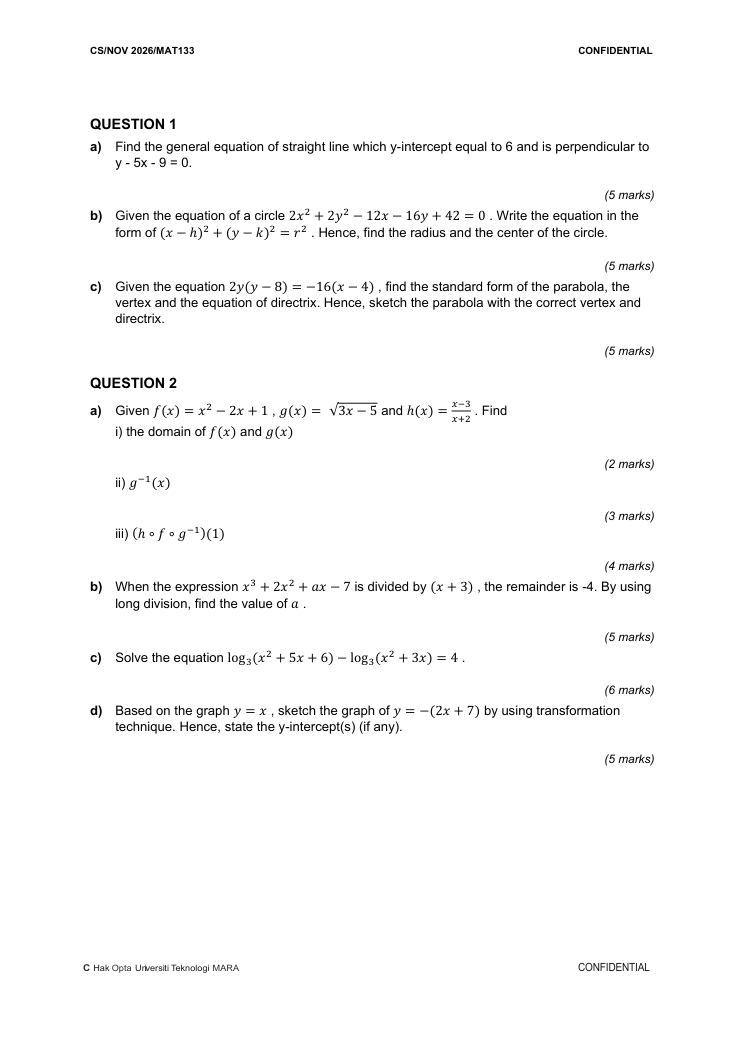 CS/NOV 2026/MAT133 CONFIDENTIAL
QUESTION 1
a) Find the general equation of straight line which y-intercept equal to 6 and is perpendicular to
y - 5x - 9 = 0.
(5 marks)
b) Given the equation of a circle 2x² + 2y² − 12x − 16y + 42 = 0 . Write the equation in the
form of (x − h)² + (y − k)² = r² . Hence, find the radius and the center of the circle.
(5 marks)
c) Given the equation 2y(y − 8) = −16(x − 4) , find the standard form of the parabola, the
vertex and the equation of directrix. Hence, sketch the parabola with the correct vertex and
directrix.
(5 marks)
QUESTION 2
a) Given f(x) = x² − 2x + 1 , g(x) = √(3x − 5) and h(x) = (x−3)/(x+2) . Find
i) the domain of f(x) and g(x)
(2 marks)
ii) g⁻¹(x)
(3 marks)
iii) (h ∘ f ∘ g⁻¹)(1)
(4 marks)
b) When the expression x³ + 2x² + ax − 7 is divided by (x + 3) , the remainder is -4. By using
long division, find the value of a .
(5 marks)
c) Solve the equation log₃(x² + 5x + 6) − log₃(x² + 3x) = 4 .
(6 marks)
d) Based on the graph y = x , sketch the graph of y = −(2x + 7) by using transformation
technique. Hence, state the y-intercept(s) (if any).
(5 marks)
C Hak Opta Universiti Teknologi MARA CONFIDENTIAL